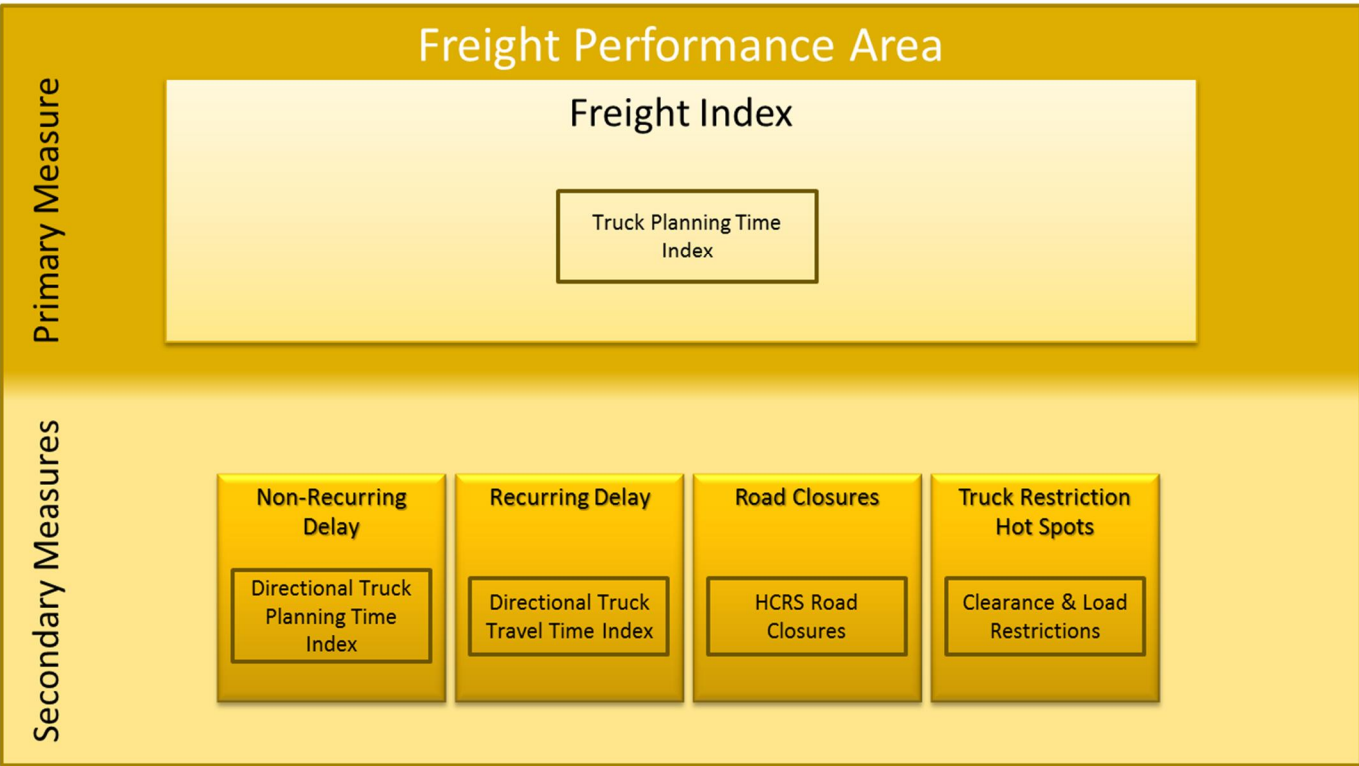 Freight Performance Area
Primary Measure
Freight Index
Truck Planning Time
Index
Secondary Measures
Non-Recurring
Delay
Directional Truck
Planning Time
Index
Recurring Delay
Directional Truck
Travel Time Index
Road Closures
HCRS Road
Closures
Truck Restriction
Hot Spots
Clearance & Load
Restrictions